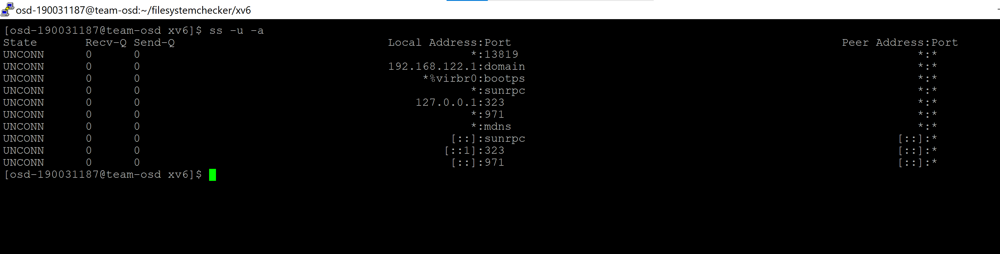 osd-190031187@team-osd:~/filesystemchecker/xv6
[osd-190031187@team-osd xv6]$ ss -u -a
State Recv-Q Send-Q Local Address:Port Peer Address:Port
UNCONN 0 0 *:13819 *:*
UNCONN 0 0 192.168.122.1:domain *:*
UNCONN 0 0 *%virbr0:bootps *:*
UNCONN 0 0 *:sunrpc *:*
UNCONN 0 0 127.0.0.1:323 *:*
UNCONN 0 0 *:971 *:*
UNCONN 0 0 *:mdns *:*
UNCONN 0 0 [::]:sunrpc [::]:*
UNCONN 0 0 [::1]:323 [::]:*
UNCONN 0 0 [::]:971 [::]:*
[osd-190031187@team-osd xv6]$